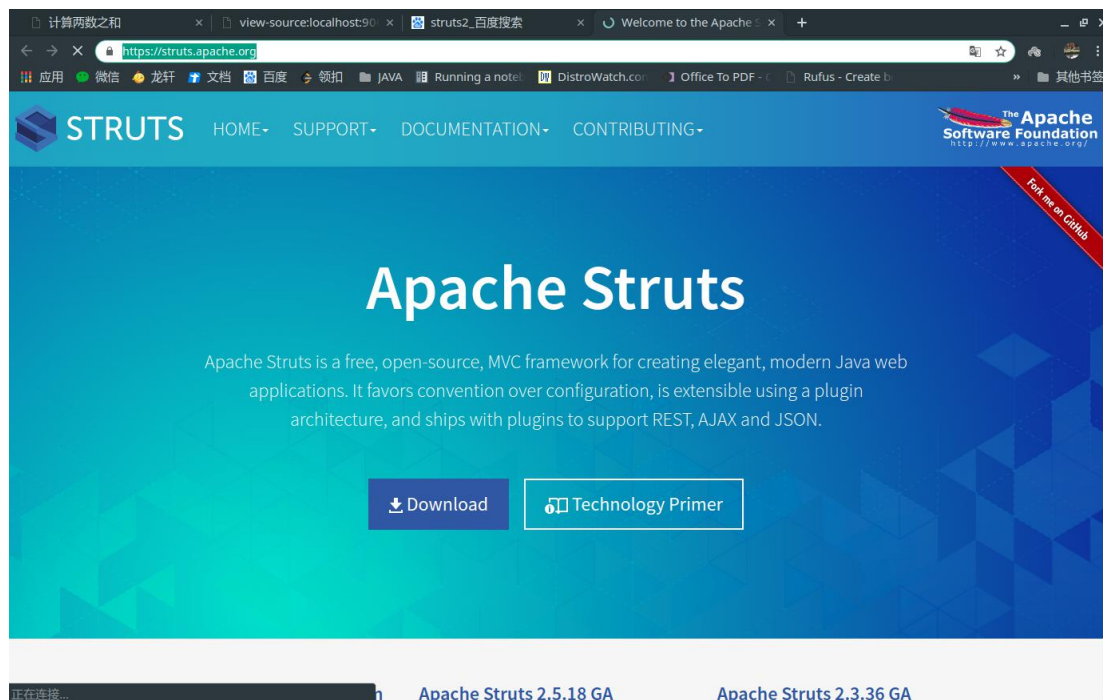 计算两数之和
view-source:localhost:90
struts2_百度搜索
Welcome to the Apache S
https://struts.apache.org
应用 微信 龙轩 文档 百度 领扣 JAVA Running a noteb DistroWatch.com Office To PDF - Rufus - Create b » 其他书签
STRUTS HOME SUPPORT DOCUMENTATION CONTRIBUTING
The Apache
Software Foundation
http://www.apache.org/
Fork me on GitHub
Apache Struts
Apache Struts is a free, open-source, MVC framework for creating elegant, modern Java web
applications. It favors convention over configuration, is extensible using a plugin
architecture, and ships with plugins to support REST, AJAX and JSON.
Download
Technology Primer
正在连接...
Apache Struts 2.5.18 GA
Apache Struts 2.3.36 GA